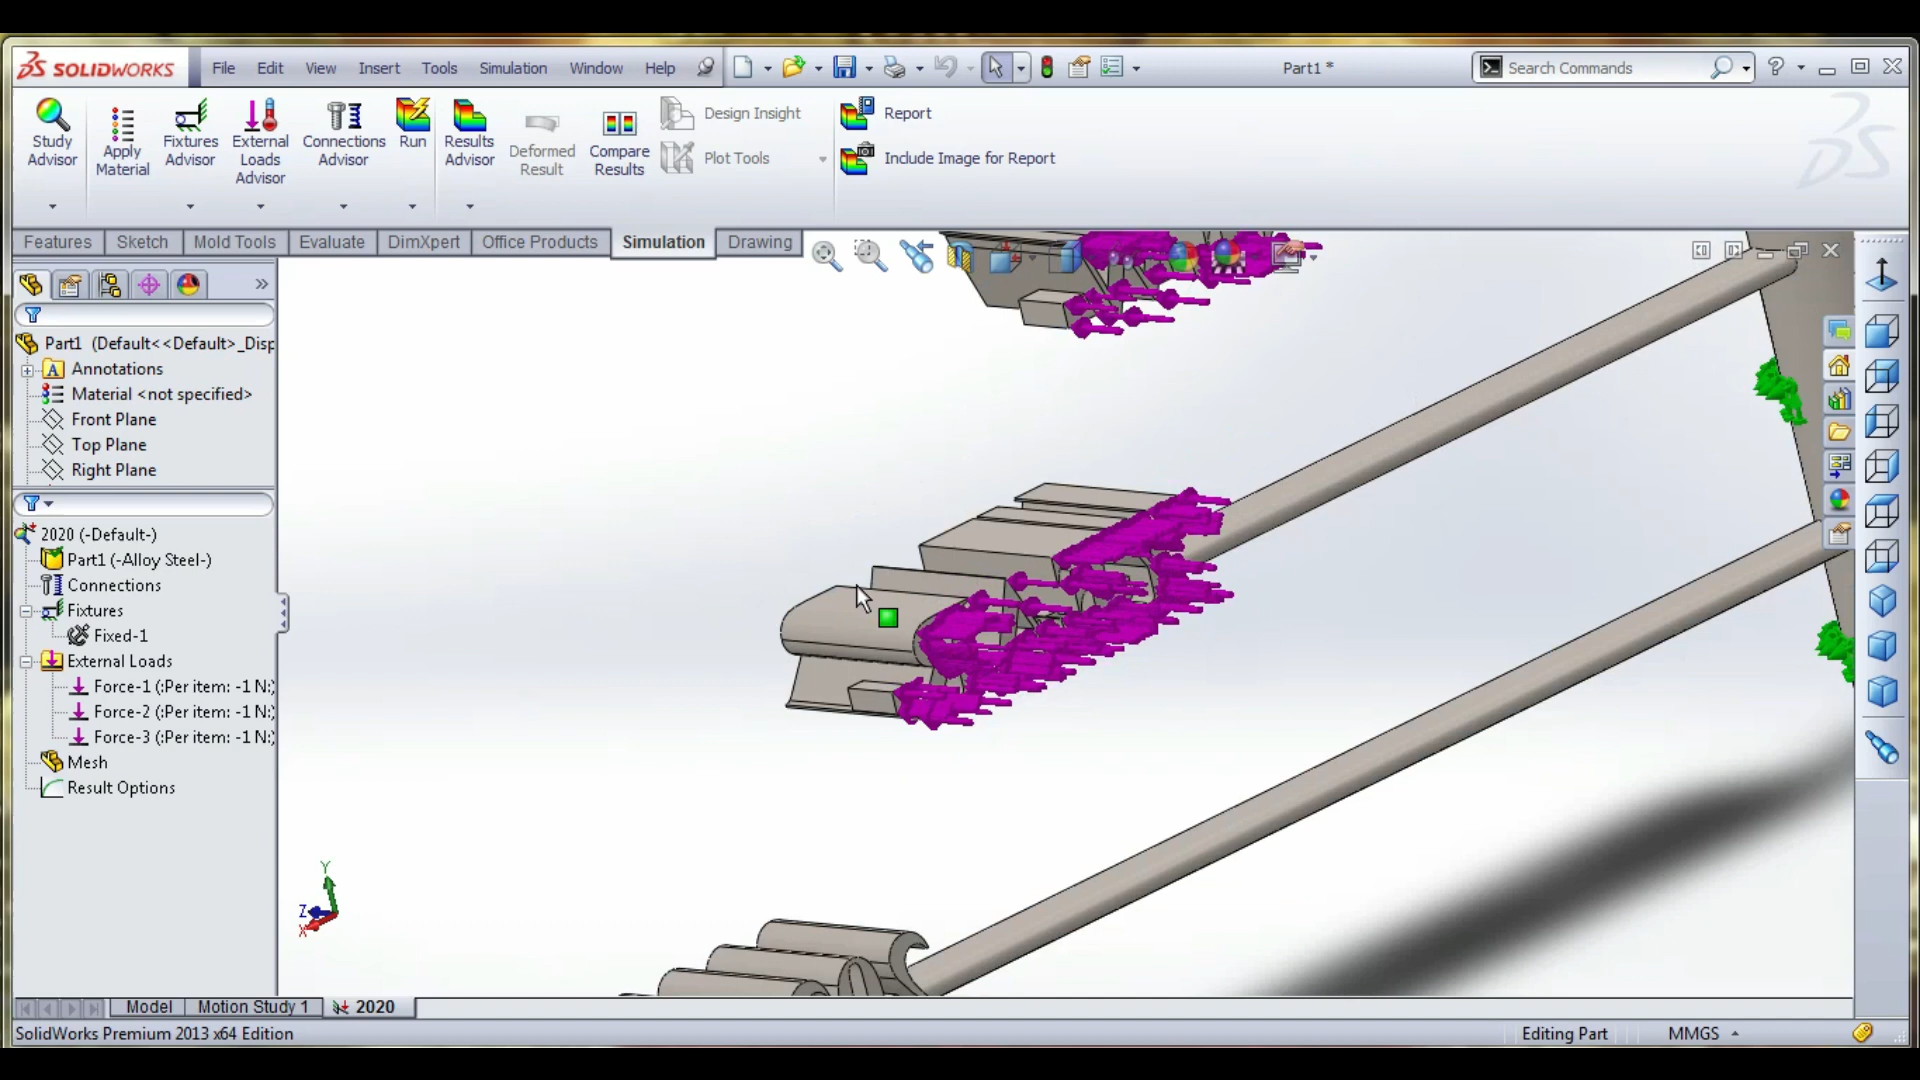 SOLIDWORKS File Edit View Insert Tools Simulation Window Help Part1 * Search Commands
Study Advisor
Apply Material
Fixtures Advisor
External Loads Advisor
Connections Advisor
Run
Results Advisor
Deformed Result
Compare Results
Design Insight
Plot Tools
Report
Include Image for Report
Features Sketch Mold Tools Evaluate DimXpert Office Products Simulation Drawing
Part1 (Default<<Default>_Disp
Annotations
Material <not specified>
Front Plane
Top Plane
Right Plane
2020 (-Default-)
Part1 (-Alloy Steel-)
Connections
Fixtures
Fixed-1
External Loads
Force-1 (:Per item: -1 N:)
Force-2 (:Per item: -1 N:)
Force-3 (:Per item: -1 N:)
Mesh
Result Options
Y
Z
X
Model Motion Study 1 2020
SolidWorks Premium 2013 x64 Edition Editing Part MMGS